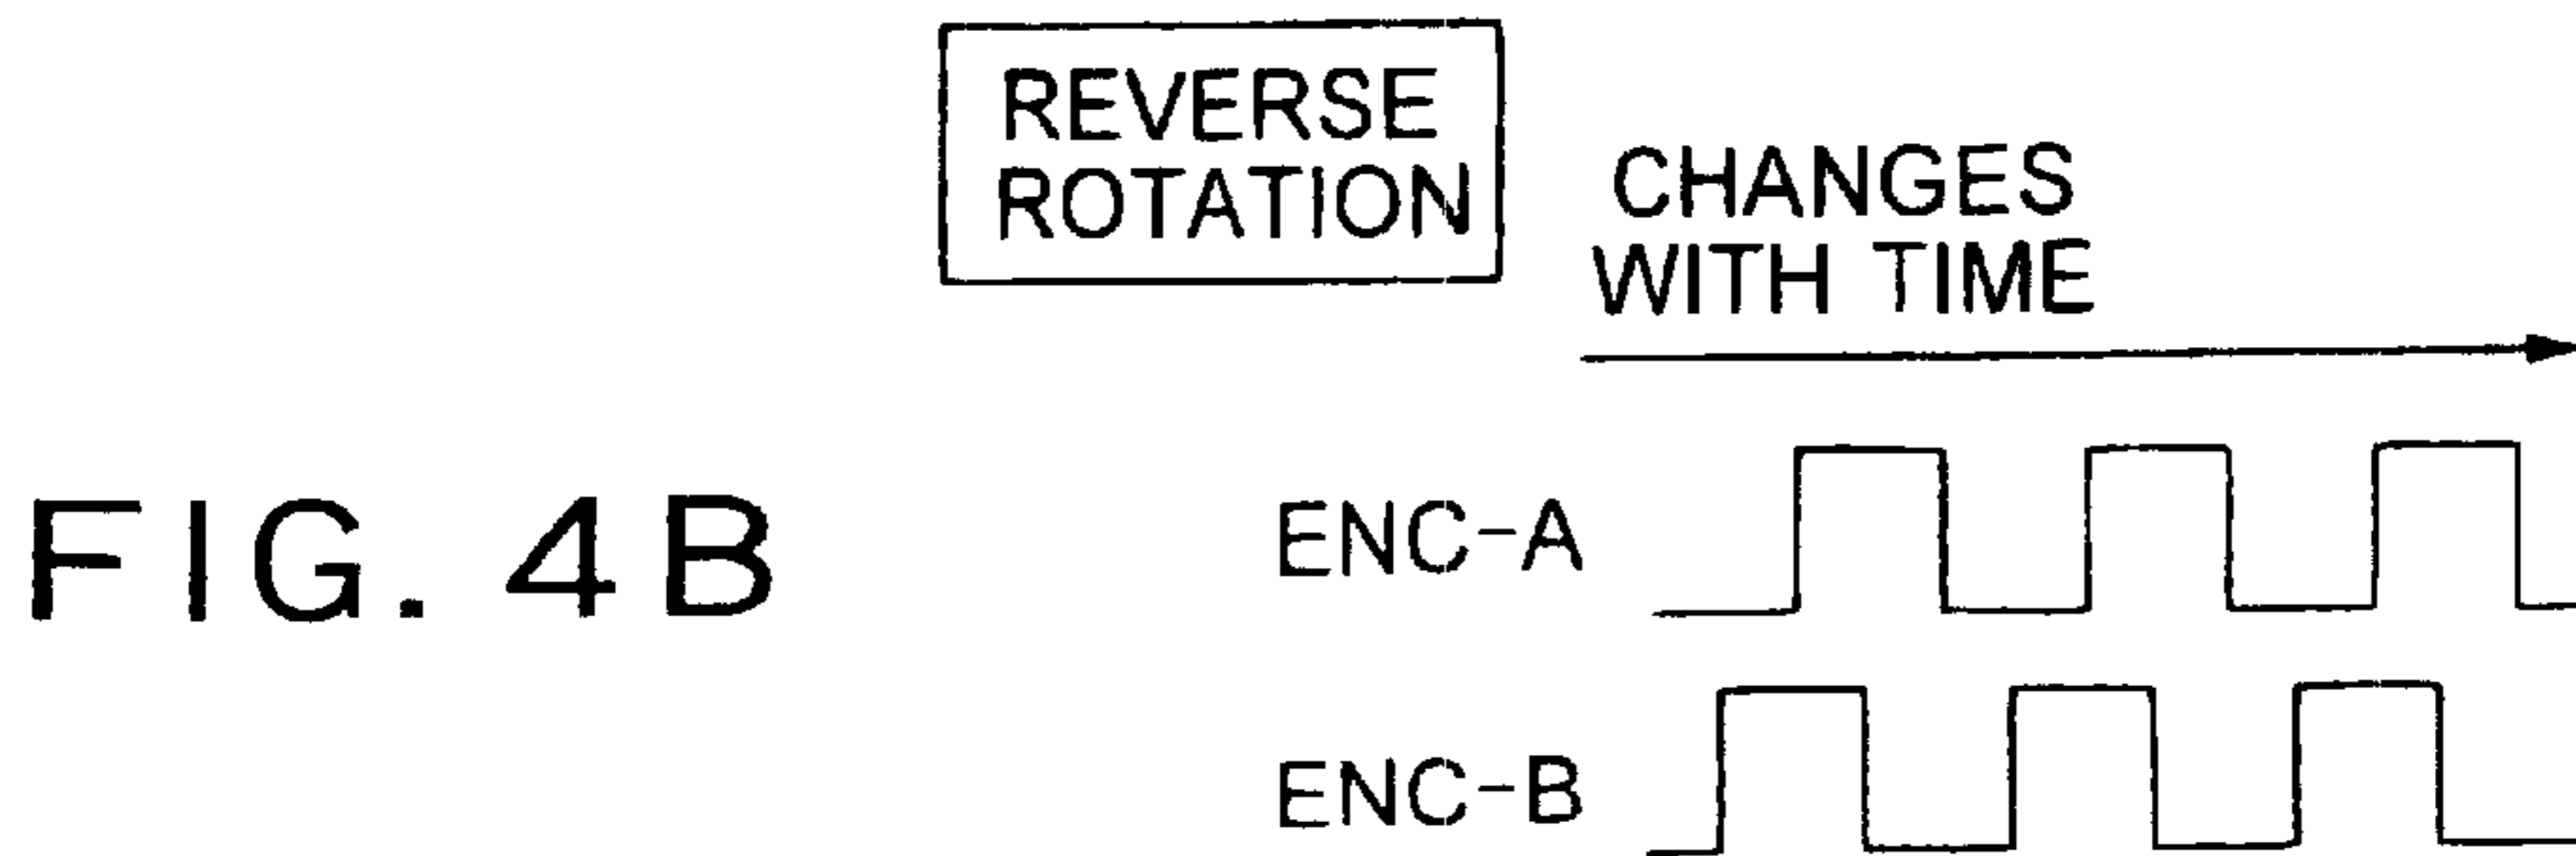 REVERSE
ROTATION
CHANGES
WITH TIME
FIG. 4B
ENC-A
ENC-B